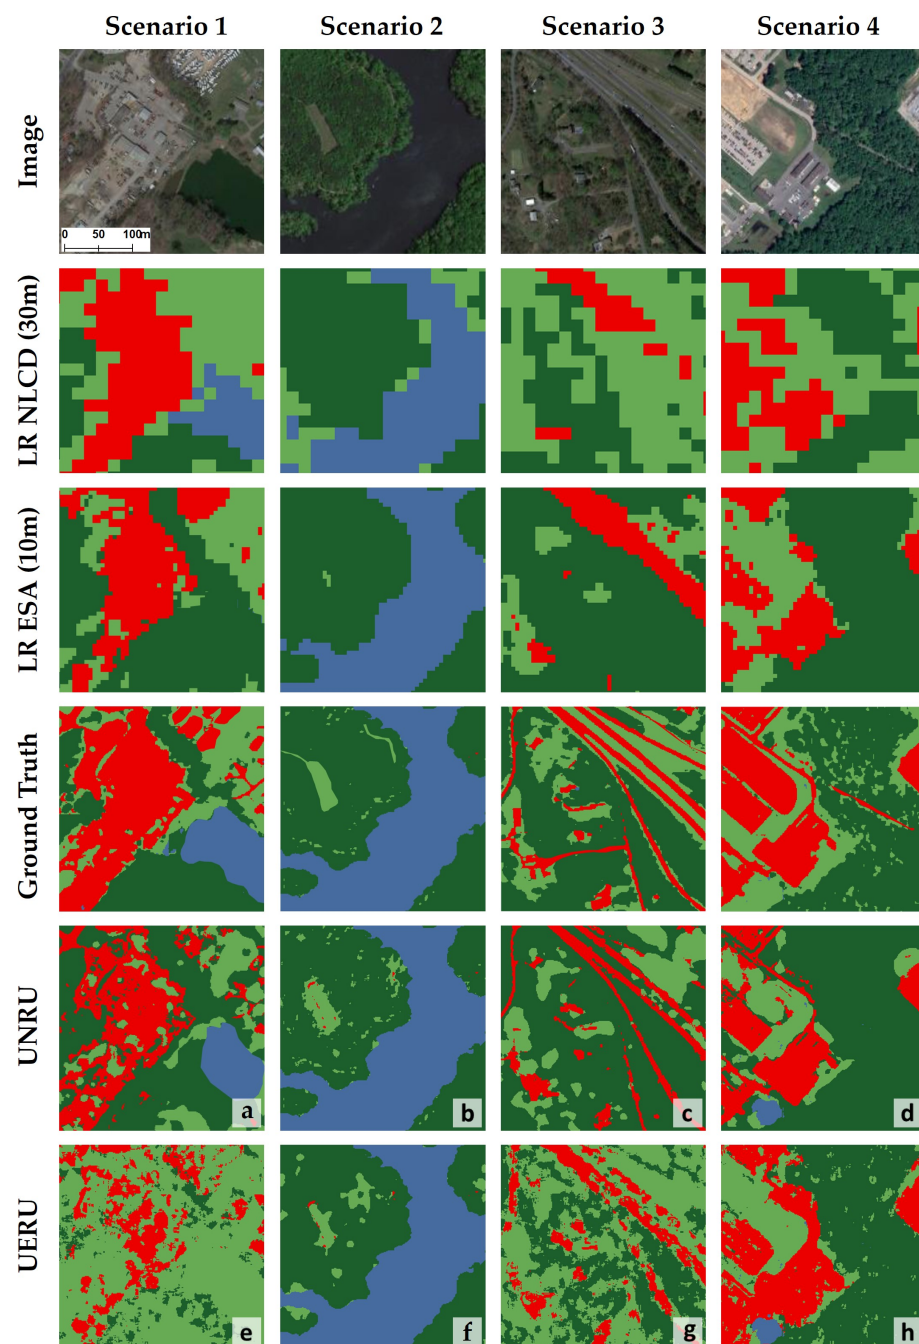 Scenario 1 Scenario 2 Scenario 3 Scenario 4
Image
0 50 100m
LR NLCD (30m)
LR ESA (10m)
Ground Truth
UNRU
a b c d
UERU
e f g h